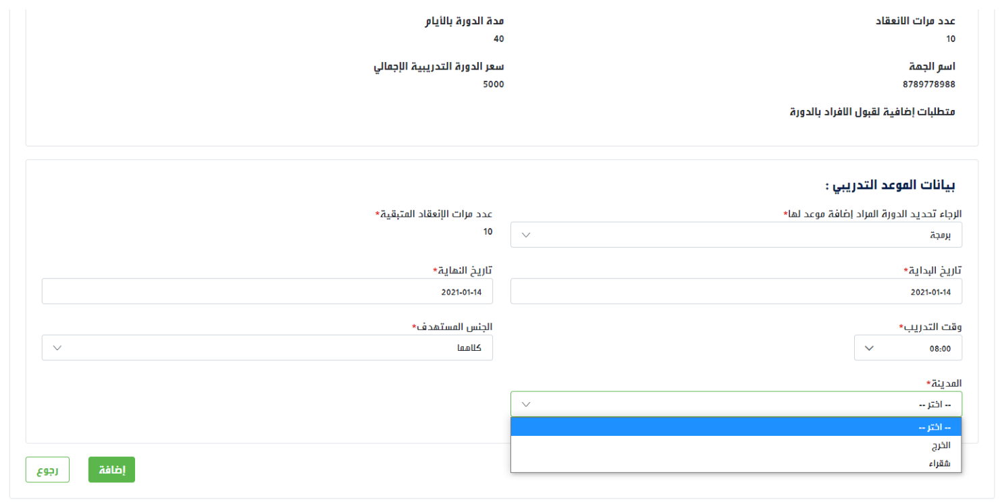 عدد مرات الانعقاد
10
مدة الدورة بالأيام
40
اسم الجهة
8789778988
سعر الدورة التدريبية الإجمالي
5000
متطلبات إضافية لقبول الافراد بالدورة
بيانات الموعد التدريبي :
الرجاء تحديد الدورة المراد إضافة موعد لها*
برمجة
عدد مرات الإنعقاد المتبقية*
10
تاريخ البداية*
2021-01-14
تاريخ النهاية*
2021-01-14
وقت التدريب*
08:00
الجنس المستهدف*
كلاهما
المدينة*
-- اختر --
-- اختر --
الخرج
شقراء
إضافة
رجوع